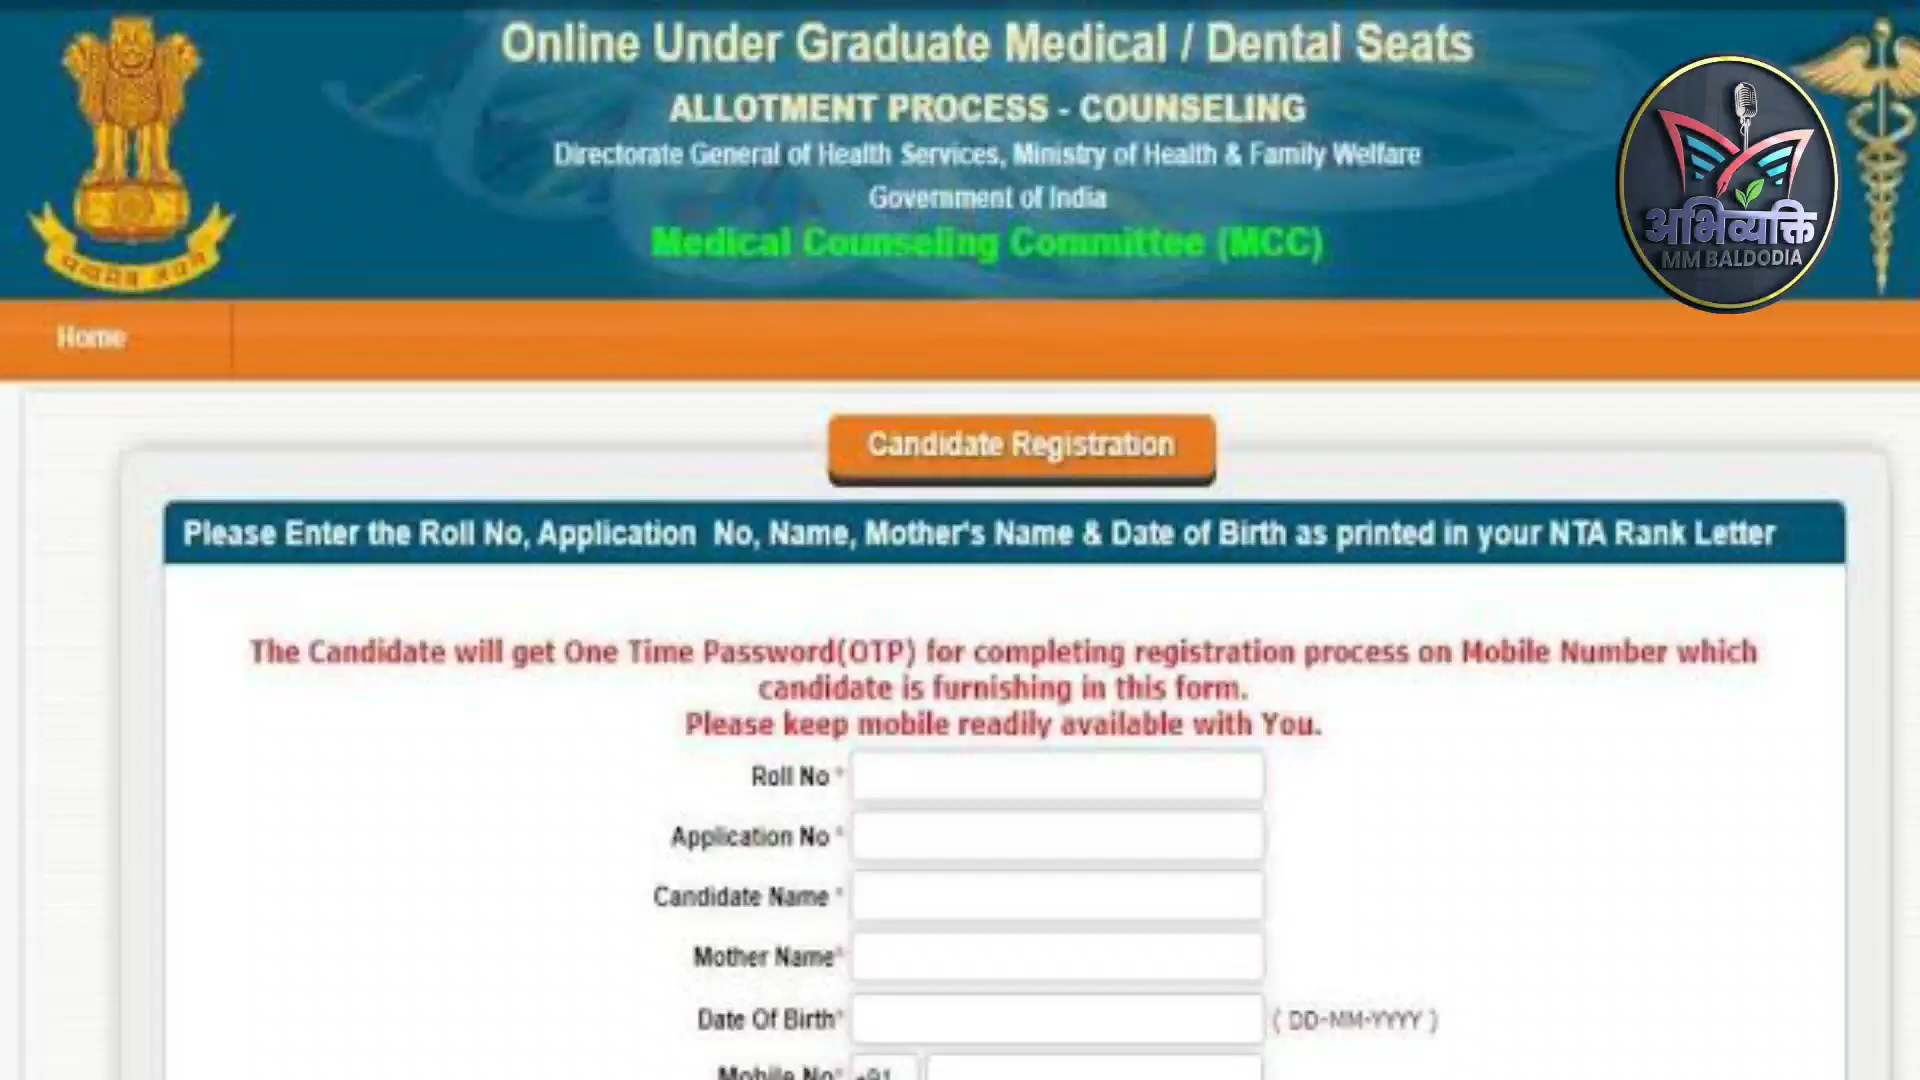 Online Under Graduate Medical / Dental Seats
ALLOTMENT PROCESS - COUNSELING
Directorate General of Health Services, Ministry of Health & Family Welfare
Government of India
Medical Counseling Committee (MCC)
अभिव्यक्ति
MM BALDODIA
Home
Candidate Registration
Please Enter the Roll No, Application No, Name, Mother's Name & Date of Birth as printed in your NTA Rank Letter
The Candidate will get One Time Password(OTP) for completing registration process on Mobile Number which
candidate is furnishing in this form.
Please keep mobile readily available with You.
Roll No *
Application No *
Candidate Name *
Mother Name*
Date Of Birth* ( DD-MM-YYYY )
Mobile No* +91